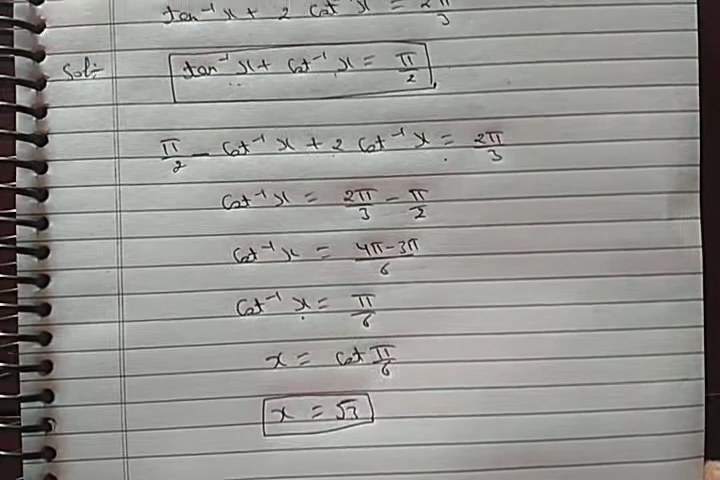 tan⁻¹x + 2 cot⁻¹x = 2π/3
Sol:- tan⁻¹x + cot⁻¹x = π/2
π/2 - cot⁻¹x + 2 cot⁻¹x = 2π/3
cot⁻¹x = 2π/3 - π/2
cot⁻¹x = 4π-3π/6
cot⁻¹x = π/6
x = cot π/6
x = √3